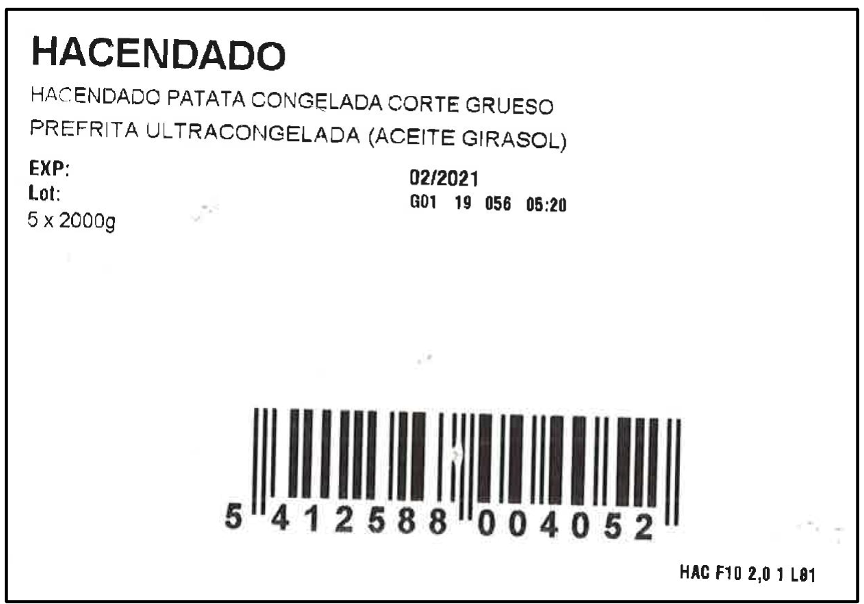 HACENDADO
HACENDADO PATATA CONGELADA CORTE GRUESO
PREFRITA ULTRACONGELADA (ACEITE GIRASOL)
EXP: 02/2021
Lot: G01 19 056 05:20
5 x 2000g
5 412588 004052
HAC F10 2,0 1 L81